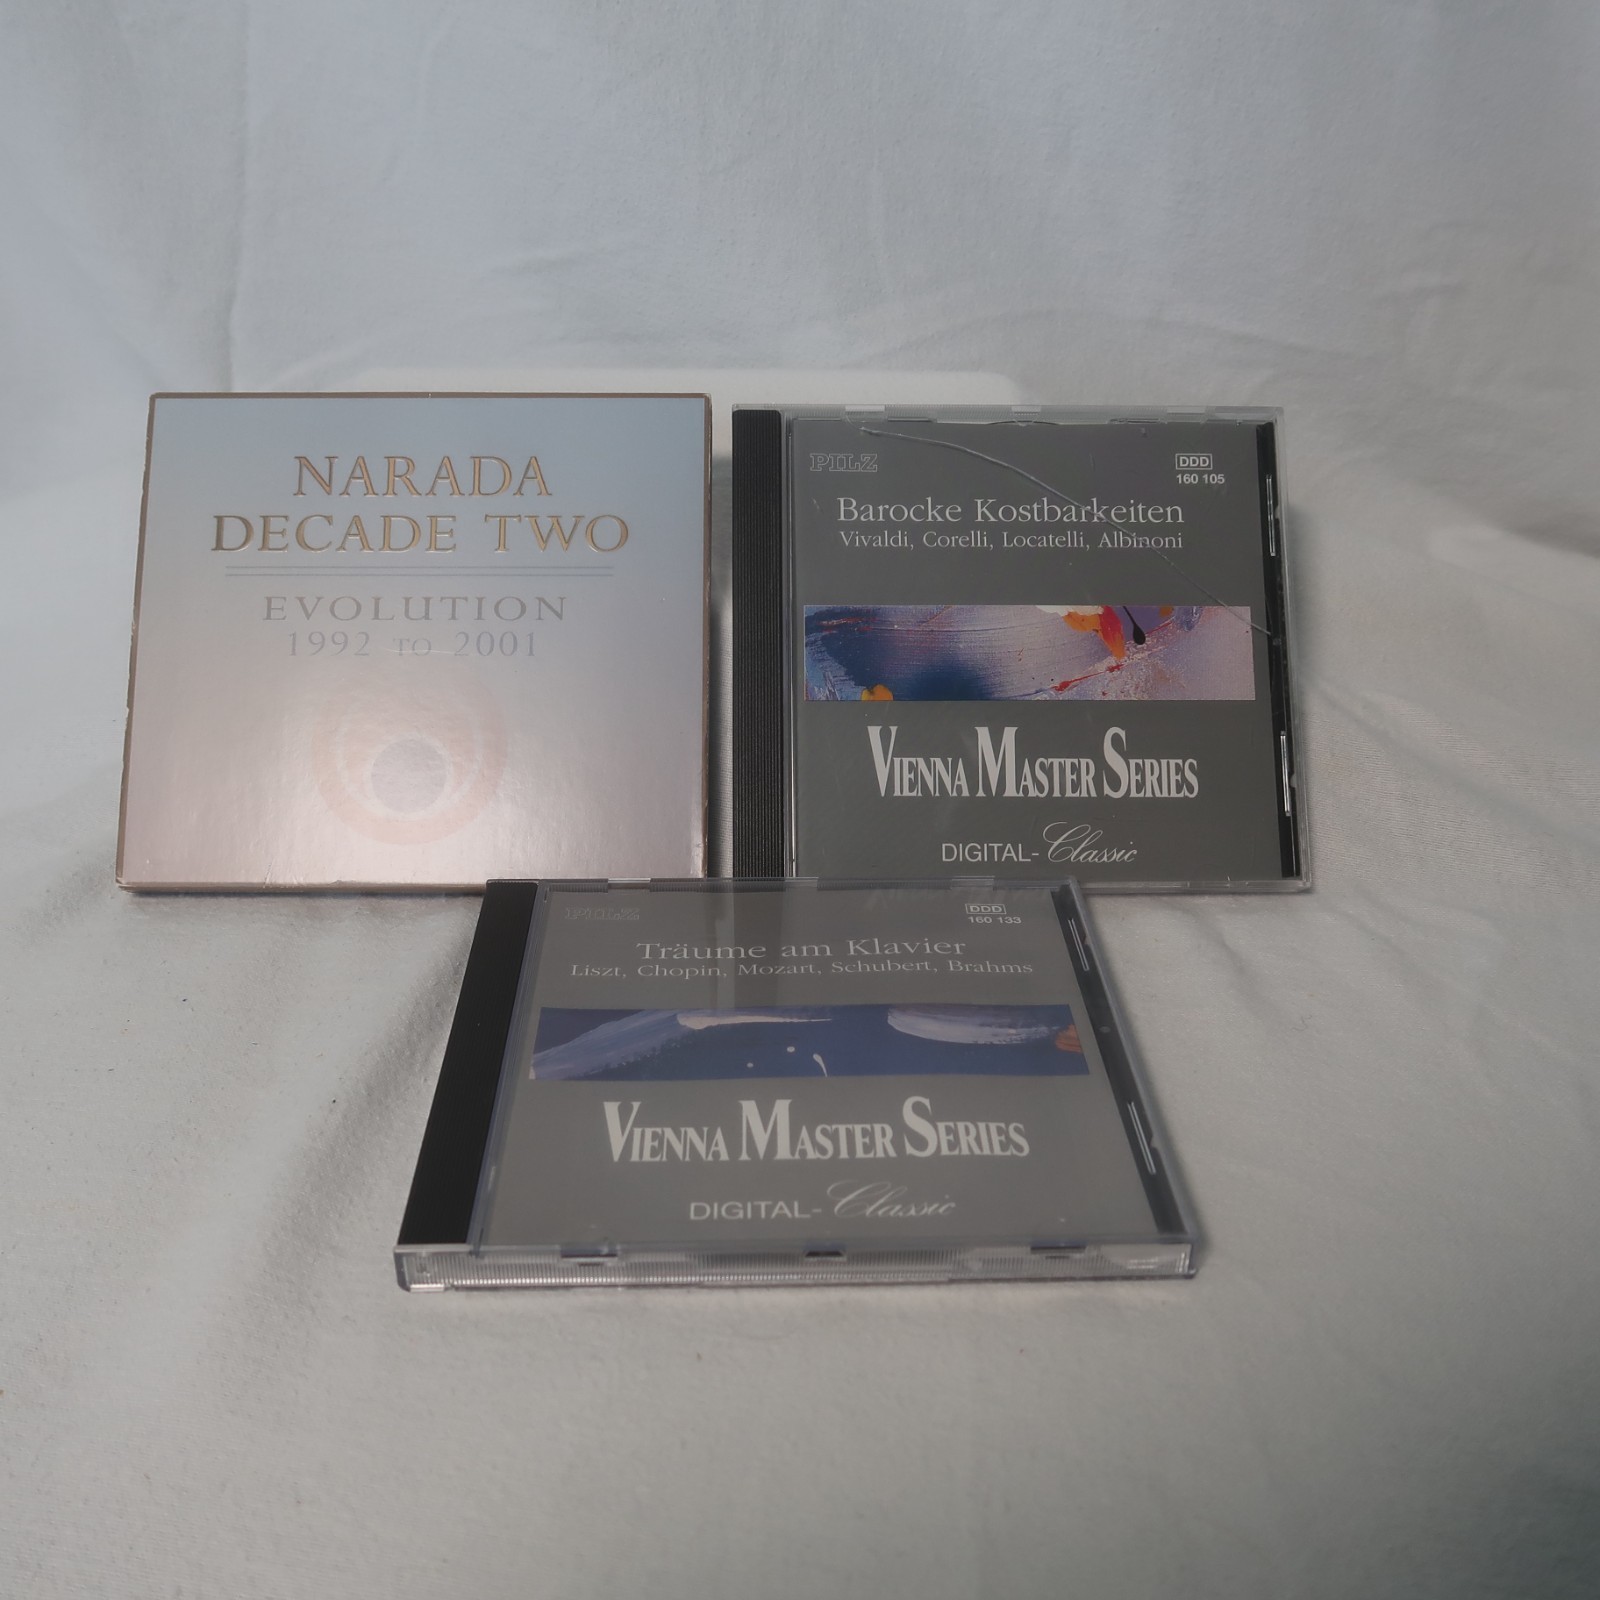 NARADA
DECADE TWO
EVOLUTION
1992 TO 2001
PILZ
DDD
160 105
Barocke Kostbarkeiten
Vivaldi, Corelli, Locatelli, Albinoni
VIENNA MASTER SERIES
DIGITAL-Classic
PILZ
DDD
160 133
Träume am Klavier
Liszt, Chopin, Mozart, Schubert, Brahms
VIENNA MASTER SERIES
DIGITAL-Classic